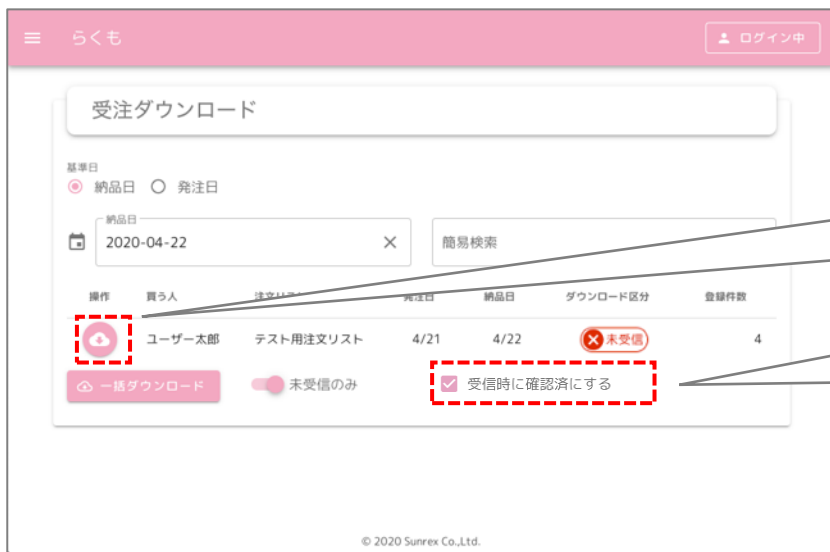 らくも
ログイン中
受注ダウンロード
基準日
納品日 発注日
納品日
2020-04-22
簡易検索
操作 買う人 注文リスト 発注日 納品日 ダウンロード区分 登録件数
ユーザー太郎 テスト用注文リスト 4/21 4/22 未受信 4
一括ダウンロード 未受信のみ 受信時に確認済にする
© 2020 Sunrex Co.,Ltd.